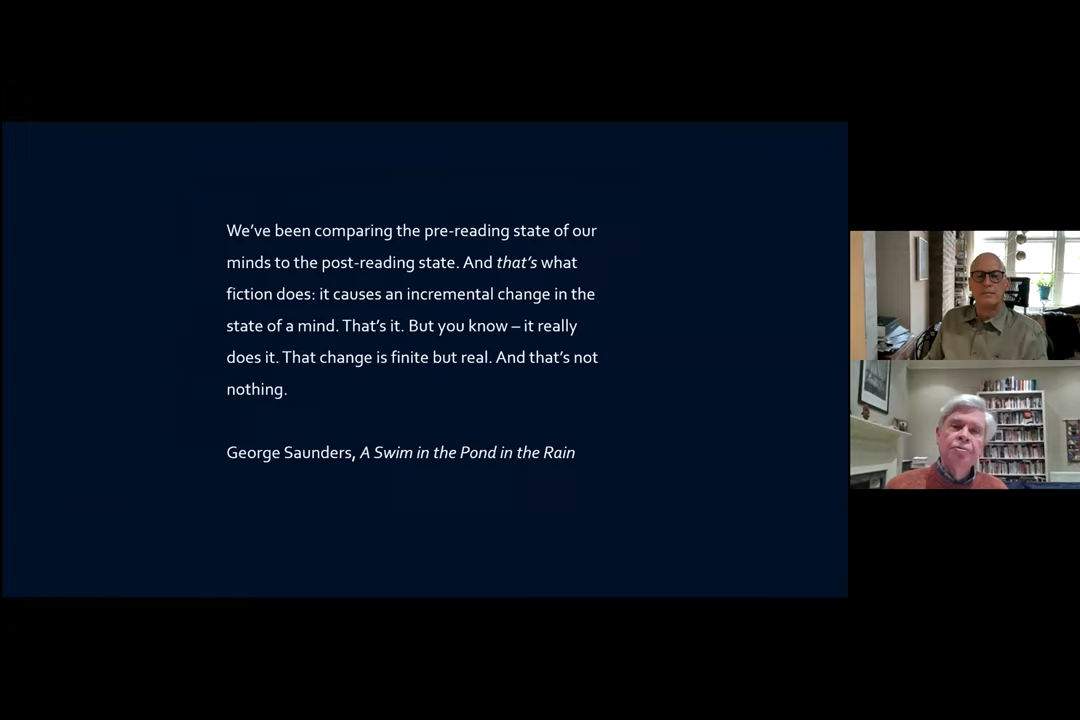 We've been comparing the pre-reading state of our
minds to the post-reading state. And that's what
fiction does: it causes an incremental change in the
state of a mind. That's it. But you know – it really
does it. That change is finite but real. And that's not
nothing.
George Saunders, A Swim in the Pond in the Rain